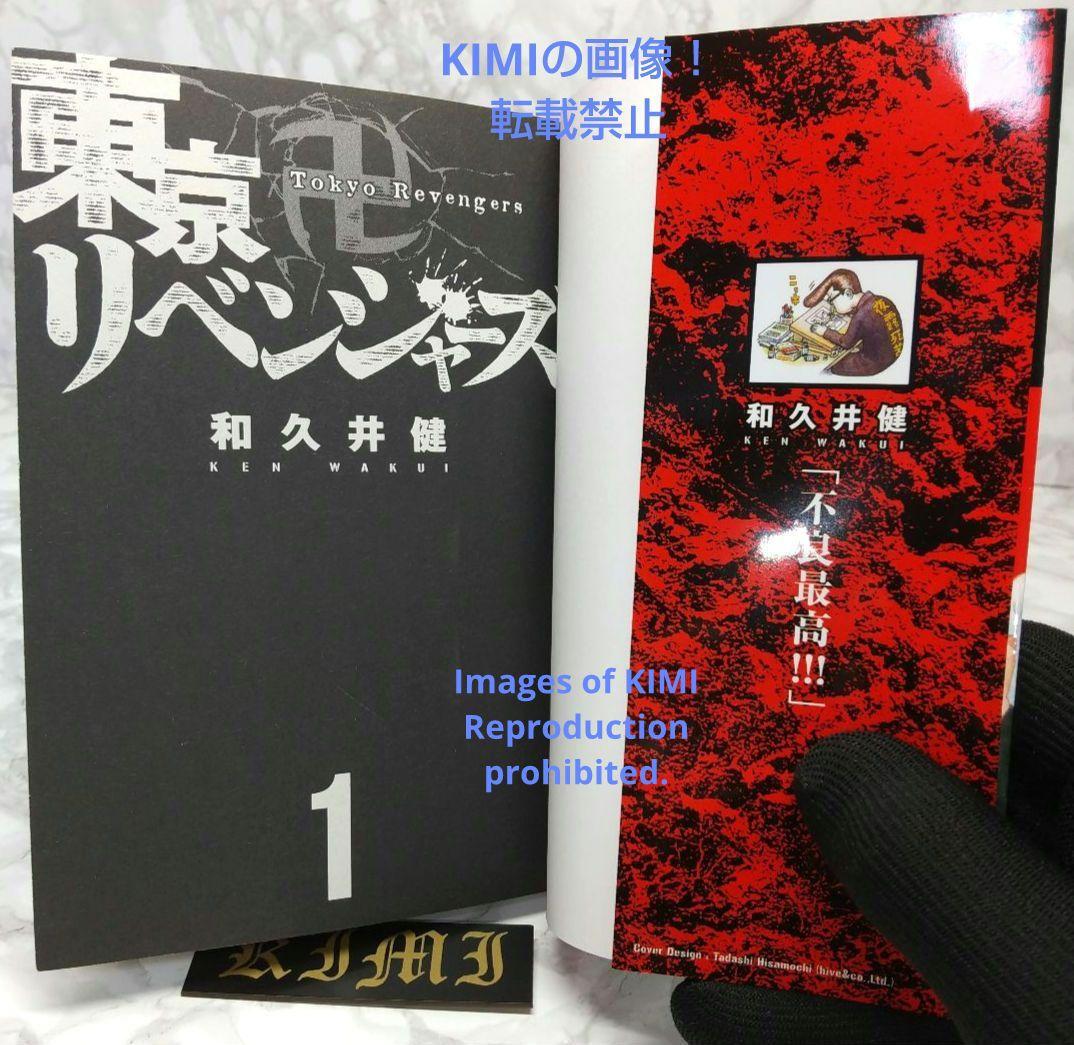 KIMIの画像！
転載禁止
東京
卍
Tokyo Revengers
リベンジャーズ
和久井健
KEN WAKUI
1
KIMI
和久井健
KEN WAKUI
「不良最高!!!」
Images of KIMI
Reproduction
prohibited.
Cover Design : Tadashi Hisamochi (hive&co.,Ltd.)